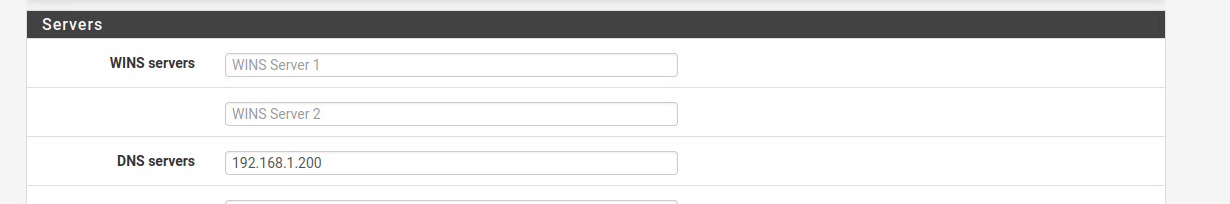 Servers
WINS servers
WINS Server 1
WINS Server 2
DNS servers
192.168.1.200